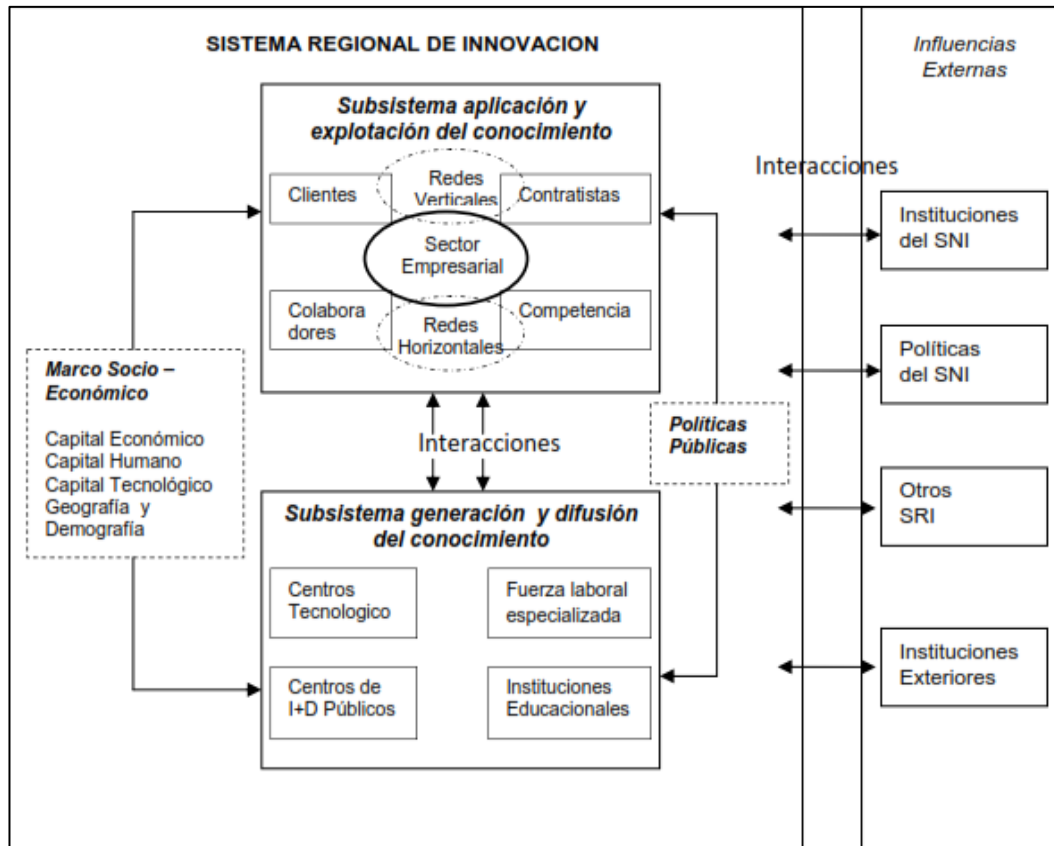 SISTEMA REGIONAL DE INNOVACION
Subsistema aplicación y
explotación del conocimiento
Clientes
Redes
Verticales
Contratistas
Sector
Empresarial
Colabora
dores
Redes
Horizontales
Competencia
Marco Socio –
Económico
Capital Económico
Capital Humano
Capital Tecnológico
Geografía y
Demografía
Interacciones
Políticas
Públicas
Subsistema generación y difusión
del conocimiento
Centros
Tecnologico
Fuerza laboral
especializada
Centros de
I+D Públicos
Instituciones
Educacionales
Influencias
Externas
Interacciones
Instituciones
del SNI
Políticas
del SNI
Otros
SRI
Instituciones
Exteriores